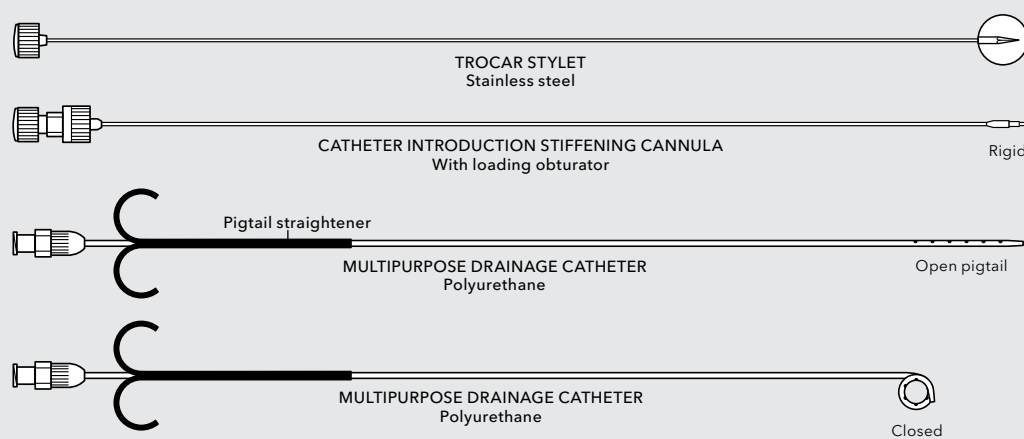 TROCAR STYLET
Stainless steel
CATHETER INTRODUCTION STIFFENING CANNULA
With loading obturator
Rigid
Pigtail straightener
MULTIPURPOSE DRAINAGE CATHETER
Polyurethane
Open pigtail
MULTIPURPOSE DRAINAGE CATHETER
Polyurethane
Closed